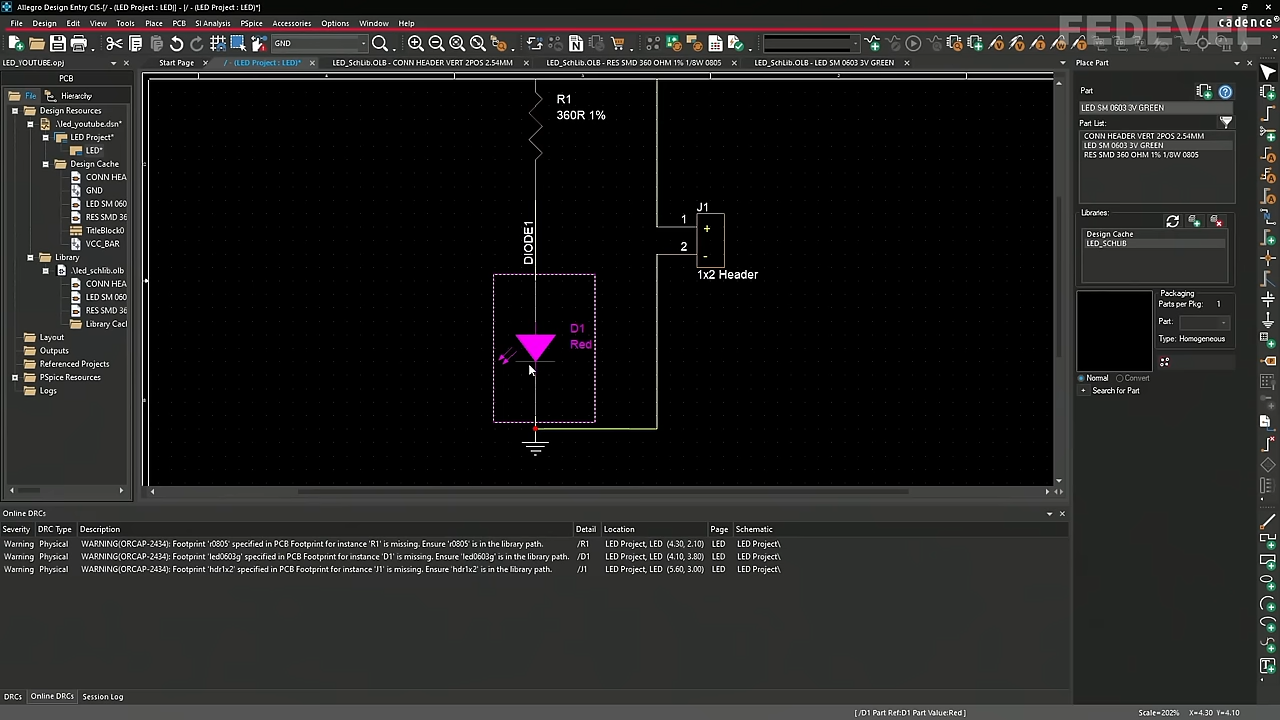 Allegro Design Entry CIS-[/ - (LED Project : LED)] - [/ - (LED Project : LED)*]
FEDEVEL
File Design Edit View Tools Place PCB SI Analysis PSpice Accessories Options Window Help
cadence
GND
LED_YOUTUBE.opj
Start Page
/ - (LED Project : LED)*
LED_SchLib.OLB - CONN HEADER VERT 2POS 2.54MM
LED_SchLib.OLB - RES SMD 360 OHM 1% 1/8W 0805
LED_SchLib.OLB - LED SM 0603 3V GREEN
Place Part
PCB
File
Hierarchy
Design Resources
.\led_youtube.dsn*
LED Project*
LED*
Design Cache
CONN HEA
GND
LED SM 060
RES SMD 36
TitleBlock0
VCC_BAR
Library
.\led_schlib.olb
CONN HEA
LED SM 060
RES SMD 36
Library Cacl
Layout
Outputs
Referenced Projects
PSpice Resources
Logs
R1
360R 1%
DIODE1
D1
Red
J1
1
2
+
-
1x2 Header
Part
LED SM 0603 3V GREEN
Part List:
CONN HEADER VERT 2POS 2.54MM
LED SM 0603 3V GREEN
RES SMD 360 OHM 1% 1/8W 0805
Libraries:
Design Cache
LED_SCHLIB
Packaging
Parts per Pkg: 1
Part:
Type: Homogeneous
Normal Convert
Search for Part
Online DRCs
Severity DRC Type Description Detail Location Page Schematic
Warning Physical WARNING(ORCAP-2434): Footprint 'r0805' specified in PCB Footprint for instance 'R1' is missing. Ensure 'r0805' is in the library path. /R1 LED Project, LED (4.30, 2.10) LED LED Project\
Warning Physical WARNING(ORCAP-2434): Footprint 'led0603g' specified in PCB Footprint for instance 'D1' is missing. Ensure 'led0603g' is in the library path. /D1 LED Project, LED (4.10, 3.80) LED LED Project\
Warning Physical WARNING(ORCAP-2434): Footprint 'hdr1x2' specified in PCB Footprint for instance 'J1' is missing. Ensure 'hdr1x2' is in the library path. /J1 LED Project, LED (5.60, 3.00) LED LED Project\
DRCs Online DRCs Session Log
[ /D1 Part Ref:D1 Part Value:Red ]
Scale=202% X=4.30 Y=4.10